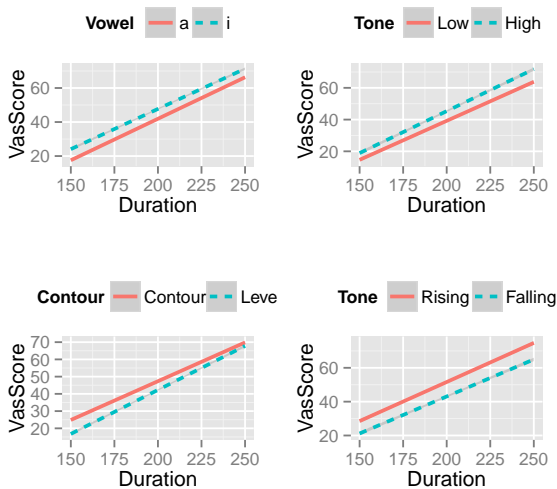 Vowel a i
VasScore
60
40
20
150 175 200 225 250
Duration
Tone Low High
VasScore
60
40
20
150 175 200 225 250
Duration
Contour Contour Leve
VasScore
70
60
50
40
30
20
150 175 200 225 250
Duration
Tone Rising Falling
VasScore
60
40
20
150 175 200 225 250
Duration